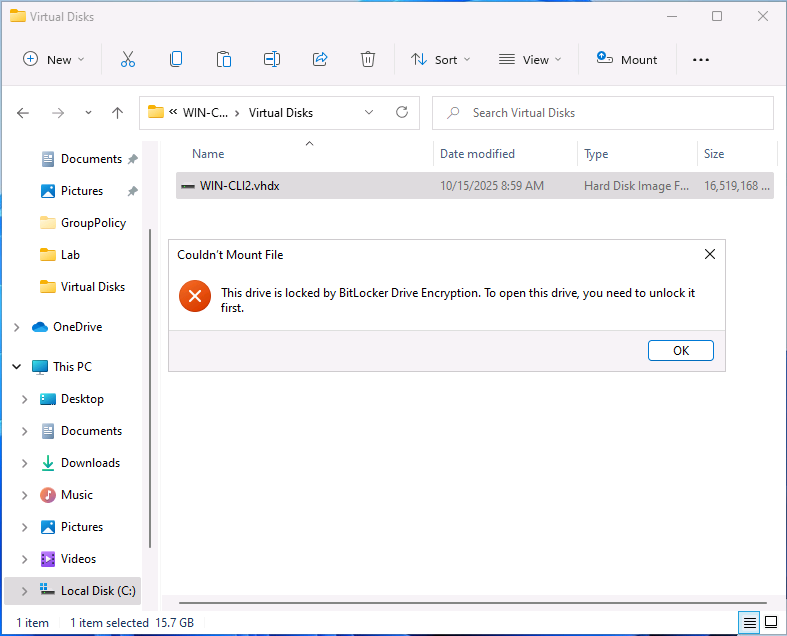 Virtual Disks
New
Sort
View
Mount
« WIN-C... › Virtual Disks
Search Virtual Disks
Name
Date modified
Type
Size
Documents
Pictures
GroupPolicy
Lab
Virtual Disks
OneDrive
This PC
Desktop
Documents
Downloads
Music
Pictures
Videos
Local Disk (C:)
WIN-CLI2.vhdx
10/15/2025 8:59 AM
Hard Disk Image F...
16,519,168 ...
Couldn't Mount File
This drive is locked by BitLocker Drive Encryption. To open this drive, you need to unlock it
first.
OK
1 item
1 item selected 15.7 GB